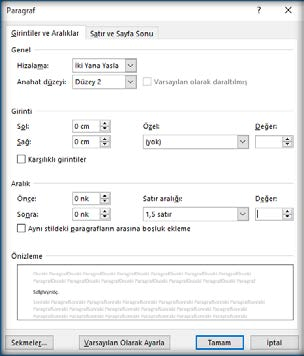 Paragraf
Girintiler ve Aralıklar Satır ve Sayfa Sonu
Genel
Hizalama: İki Yana Yasla
Anahat düzeyi: Düzey 2 Varsayılan olarak daraltılmış
Girinti
Sol: 0 cm Özel: Değer:
Sağ: 0 cm (yok)
Karşılıklı girintiler
Aralık
Önce: 0 nk Satır aralığı: Değer:
Sonra: 0 nk 1,5 satır
Aynı stildeki paragrafların arasına boşluk ekleme
Önizleme
Sekmeler... Varsayılan Olarak Ayarla Tamam İptal